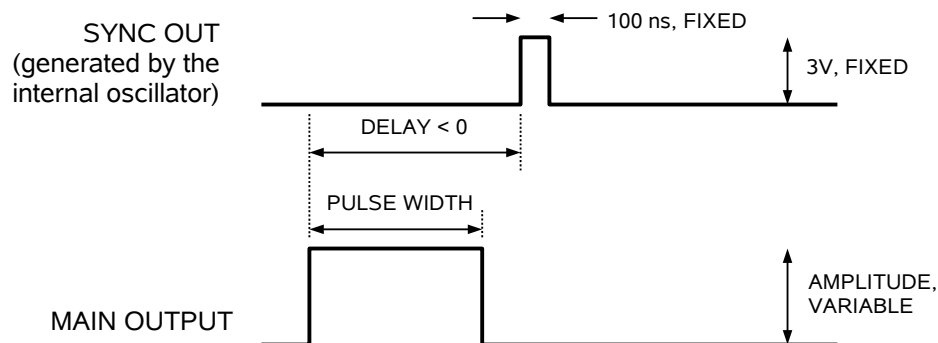 SYNC OUT
(generated by the
internal oscillator)
100 ns, FIXED
3V, FIXED
DELAY < 0
PULSE WIDTH
AMPLITUDE,
VARIABLE
MAIN OUTPUT